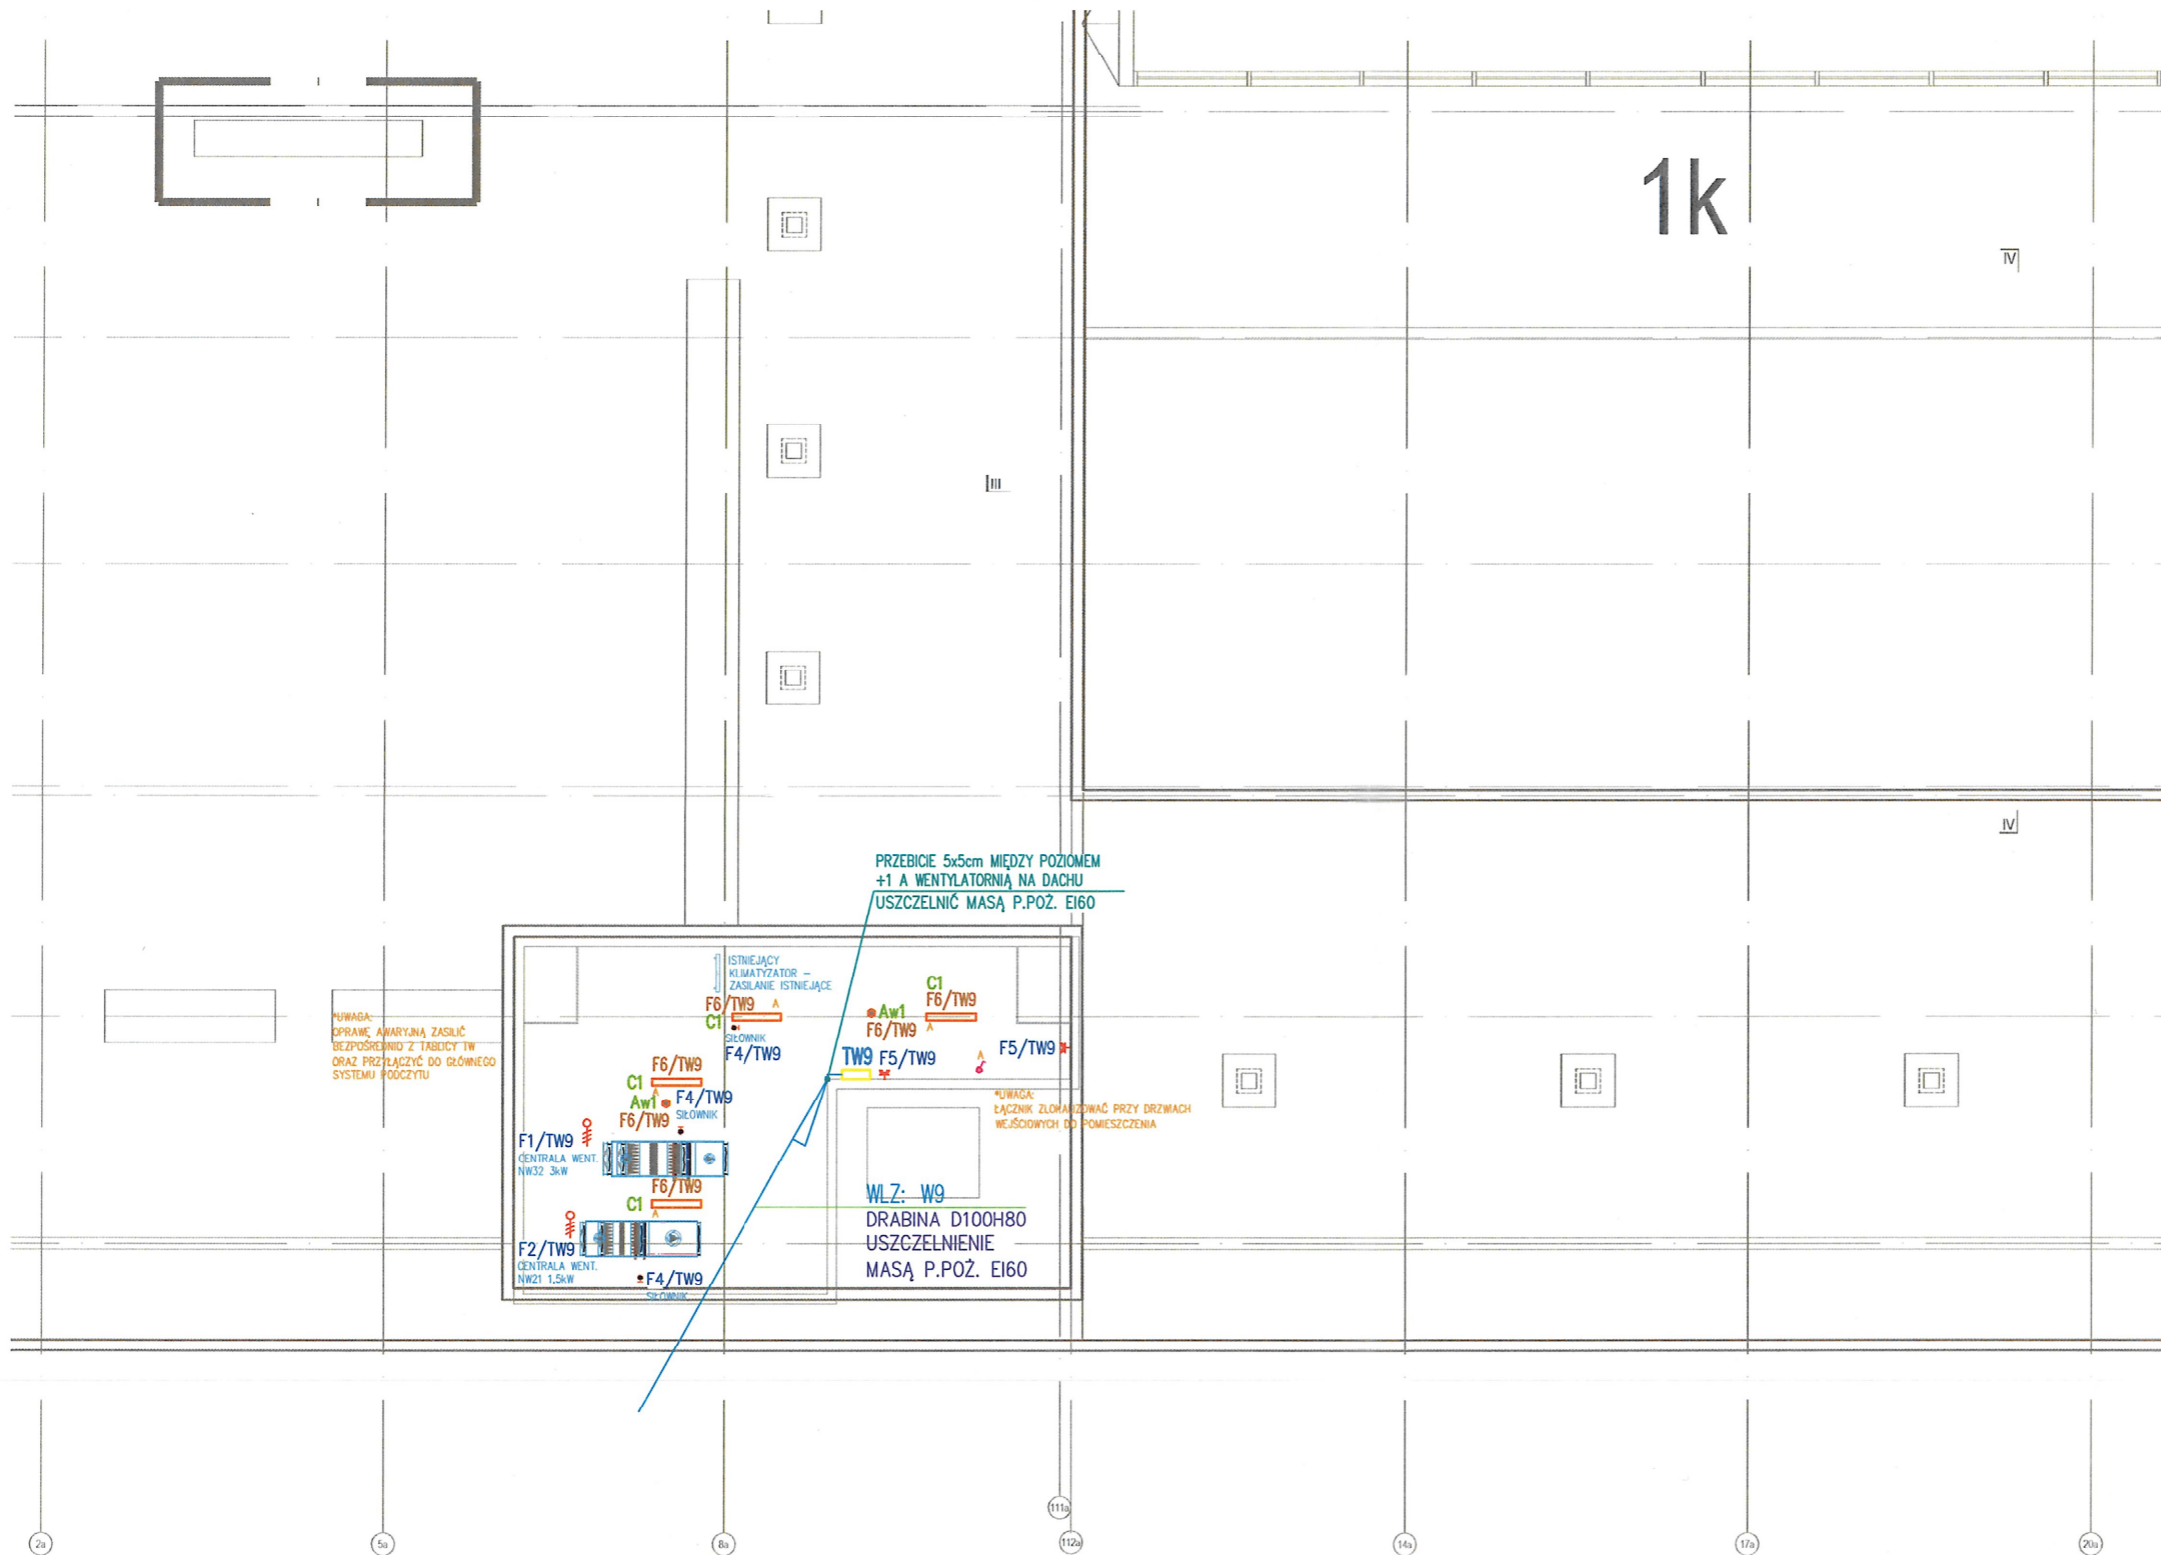 1k
IV
III
IV
PRZEBICIE 5x5cm MIĘDZY POZIOMEM
+1 A WENTYLATORNIĄ NA DACHU
USZCZELNIĆ MASĄ P.POŻ. EI60
ISTNIEJĄCY
KLIMATYZATOR –
ZASILANIE ISTNIEJĄCE
F6/TW9
A
C1
SIŁOWNIK
F4/TW9
C1
F6/TW9
A
Aw1
F6/TW9
*UWAGA:
OPRAWĘ AWARYJNĄ ZASILIĆ
BEZPOŚREDNIO Z TABLICY TW
ORAZ PRZYŁĄCZYĆ DO GŁÓWNEGO
SYSTEMU PODCZYTU
TW9
F5/TW9
A
F5/TW9
F6/TW9
C1
A
Aw1
F4/TW9
SIŁOWNIK
F6/TW9
*UWAGA:
ŁĄCZNIK ZLOKALIZOWAĆ PRZY DRZWIACH
WEJŚCIOWYCH DO POMIESZCZENIA
F1/TW9
CENTRALA WENT.
NW32 3kW
F6/TW9
C1
A
WLZ: W9
DRABINA D100H80
USZCZELNIENIE
MASĄ P.POŻ. EI60
F2/TW9
CENTRALA WENT.
NW21 1,5kW
F4/TW9
SIŁOWNIK
111a
2a
5a
8a
112a
14a
17a
20a